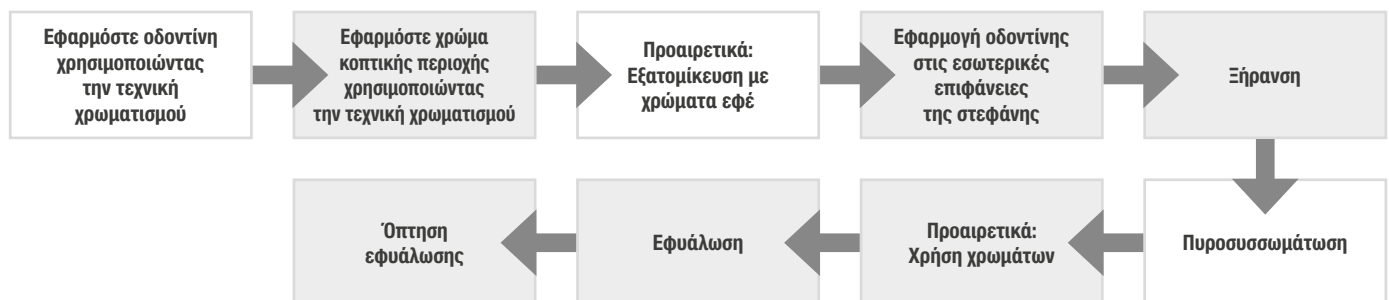 Εφαρμόστε οδοντίνη
χρησιμοποιώντας
την τεχνική
χρωματισμού
Εφαρμόστε χρώμα
κοπτικής περιοχής
χρησιμοποιώντας
την τεχνική χρωματισμού
Προαιρετικά:
Εξατομίκευση με
χρώματα εφέ
Εφαρμογή οδοντίνης
στις εσωτερικές
επιφάνειες
της στεφάνης
Ξήρανση
Πυροσυσσωμάτωση
Προαιρετικά:
Χρήση χρωμάτων
Εφυάλωση
Όπτηση
εφυάλωσης